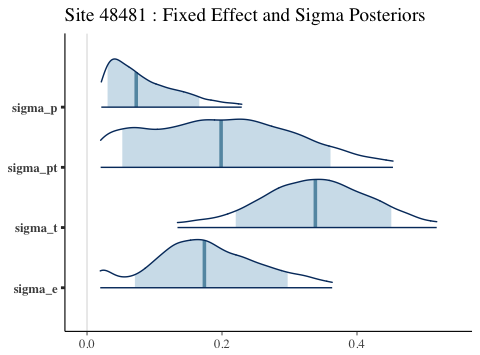 Site 48481 : Fixed Effect and Sigma Posteriors
sigma_p
sigma_pt
sigma_t
sigma_e
0.0 0.2 0.4